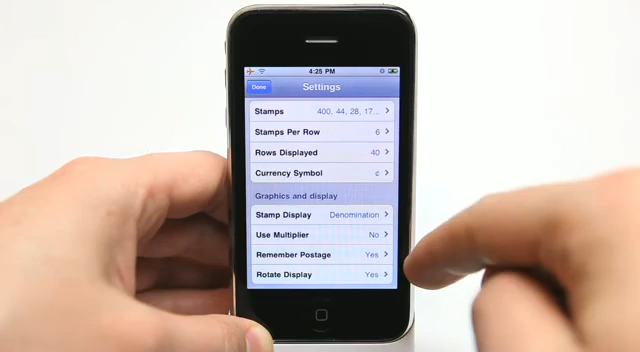 4:25 PM
Done
Settings
Stamps 400, 44, 28, 17...
Stamps Per Row 6
Rows Displayed 40
Currency Symbol ¢
Graphics and display
Stamp Display Denomination
Use Multiplier No
Remember Postage Yes
Rotate Display Yes